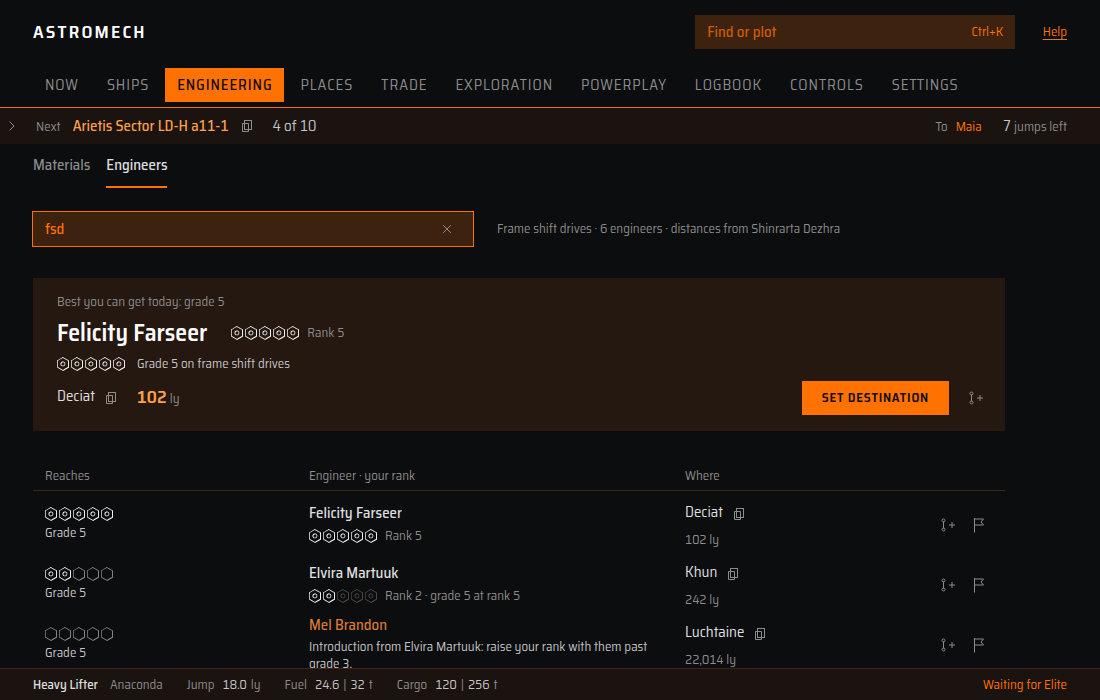 ASTROMECH
Find or plot Ctrl+K Help
NOW SHIPS ENGINEERING PLACES TRADE EXPLORATION POWERPLAY LOGBOOK CONTROLS SETTINGS
Next Arietis Sector LD-H a11-1 4 of 10 To Maia 7 jumps left
Materials Engineers
fsd Frame shift drives · 6 engineers · distances from Shinrarta Dezhra
Best you can get today: grade 5
Felicity Farseer Rank 5
Grade 5 on frame shift drives
Deciat 102 ly SET DESTINATION
Reaches Engineer · your rank Where
Felicity Farseer Deciat
Grade 5 Rank 5 102 ly
Elvira Martuuk Khun
Grade 5 Rank 2 · grade 5 at rank 5 242 ly
Mel Brandon Luchtaine
Grade 5 Introduction from Elvira Martuuk: raise your rank with them past 22,014 ly
grade 3.
Heavy Lifter Anaconda Jump 18.0 ly Fuel 24.6 | 32 t Cargo 120 | 256 t Waiting for Elite